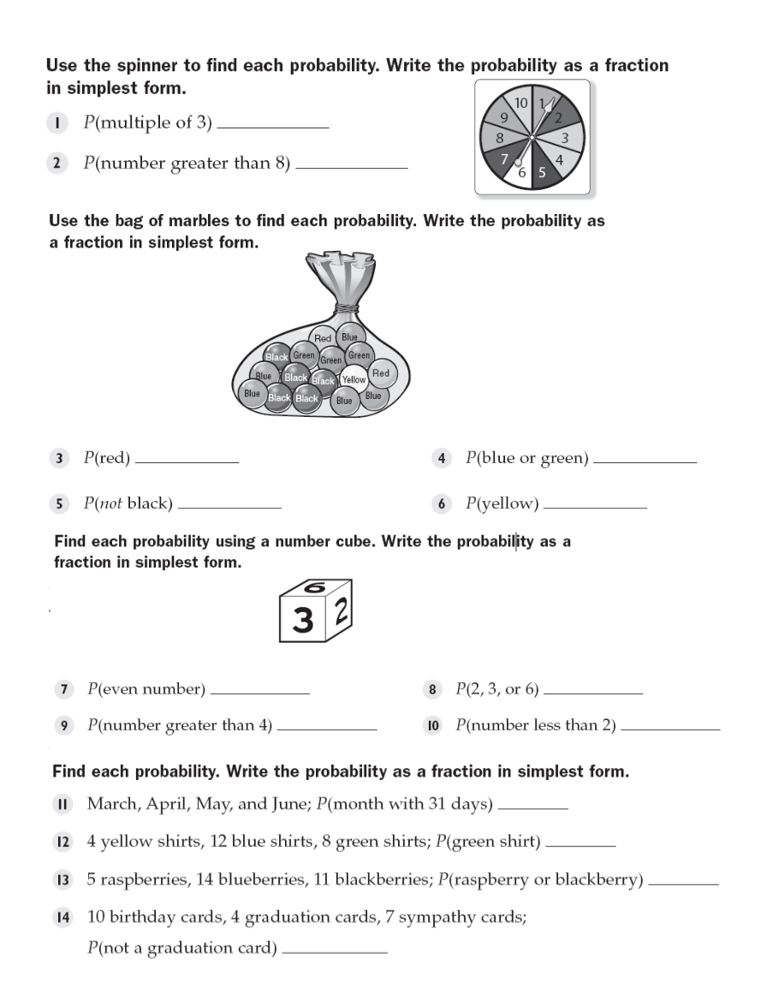 Use the spinner to find each probability. Write the probability as a fraction
in simplest form.
1 P(multiple of 3) ____________
2 P(number greater than 8) ____________
10 1
9 2
8 3
7 4
6 5
Use the bag of marbles to find each probability. Write the probability as
a fraction in simplest form.
Red Blue
Black Green Green Green
Blue Black Black Yellow Red
Blue Black Black Blue Blue
3 P(red) ____________ 4 P(blue or green) ____________
5 P(not black) ____________ 6 P(yellow) ____________
Find each probability using a number cube. Write the probability as a
fraction in simplest form.
6
3 2
7 P(even number) ____________ 8 P(2, 3, or 6) ____________
9 P(number greater than 4) ____________ 10 P(number less than 2) ____________
Find each probability. Write the probability as a fraction in simplest form.
11 March, April, May, and June; P(month with 31 days) ________
12 4 yellow shirts, 12 blue shirts, 8 green shirts; P(green shirt) ________
13 5 raspberries, 14 blueberries, 11 blackberries; P(raspberry or blackberry) ________
14 10 birthday cards, 4 graduation cards, 7 sympathy cards;
P(not a graduation card) ____________